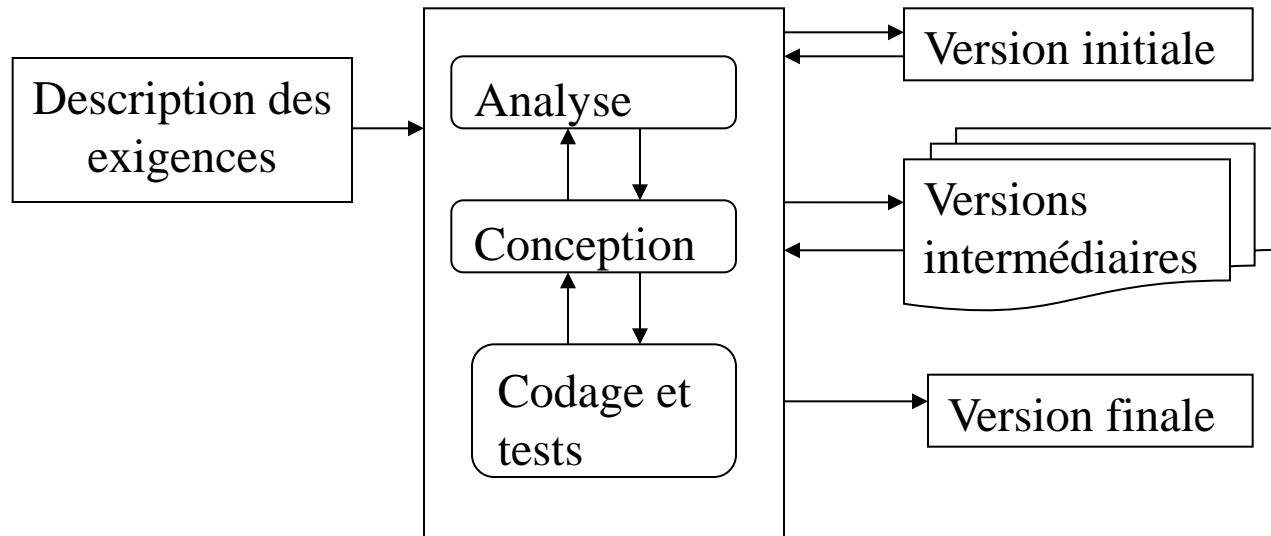 Description des
exigences
Analyse
Conception
Codage et
tests
Version initiale
Versions
intermédiaires
Version finale